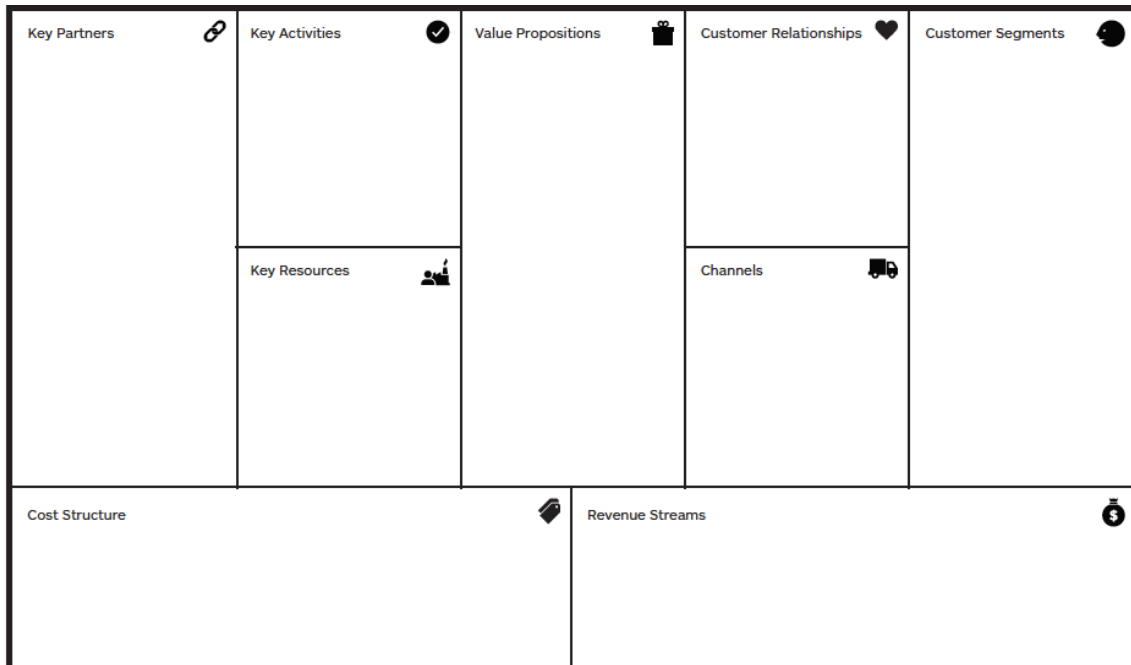 Key Partners
Key Activities
Value Propositions
Customer Relationships
Customer Segments
Key Resources
Channels
Cost Structure
Revenue Streams
$